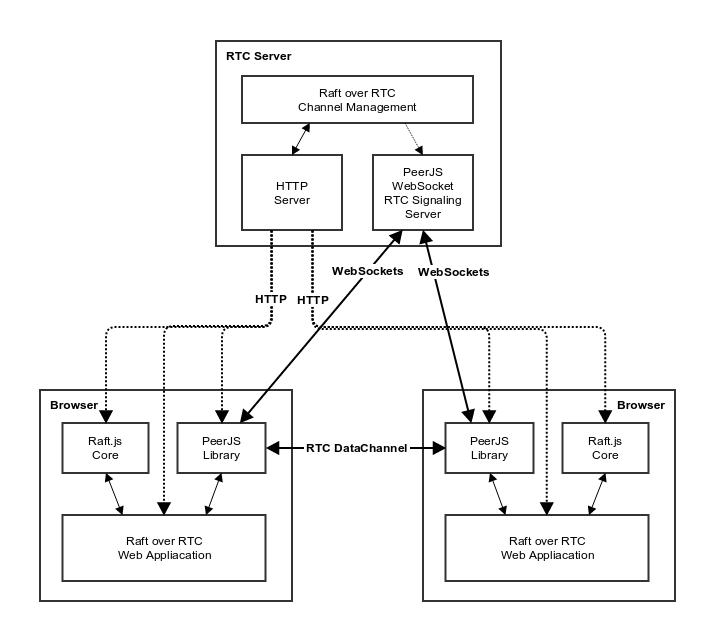 RTC Server
Raft over RTC
Channel Management
HTTP
Server
PeerJS
WebSocket
RTC Signaling
Server
WebSockets
WebSockets
HTTP
HTTP
Browser
Raft.js
Core
PeerJS
Library
Raft over RTC
Web Appliacation
RTC DataChannel
Browser
PeerJS
Library
Raft.js
Core
Raft over RTC
Web Appliacation